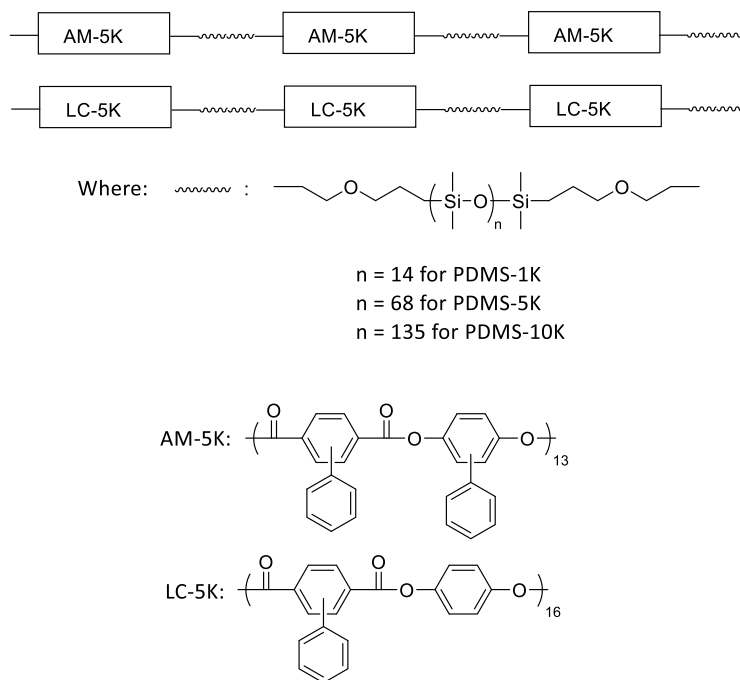 AM-5K AM-5K AM-5K
LC-5K LC-5K LC-5K
Where: :
O Si O Si O
n
n = 14 for PDMS-1K
n = 68 for PDMS-5K
n = 135 for PDMS-10K
O O
AM-5K: O O
13
O O
LC-5K: O O
16